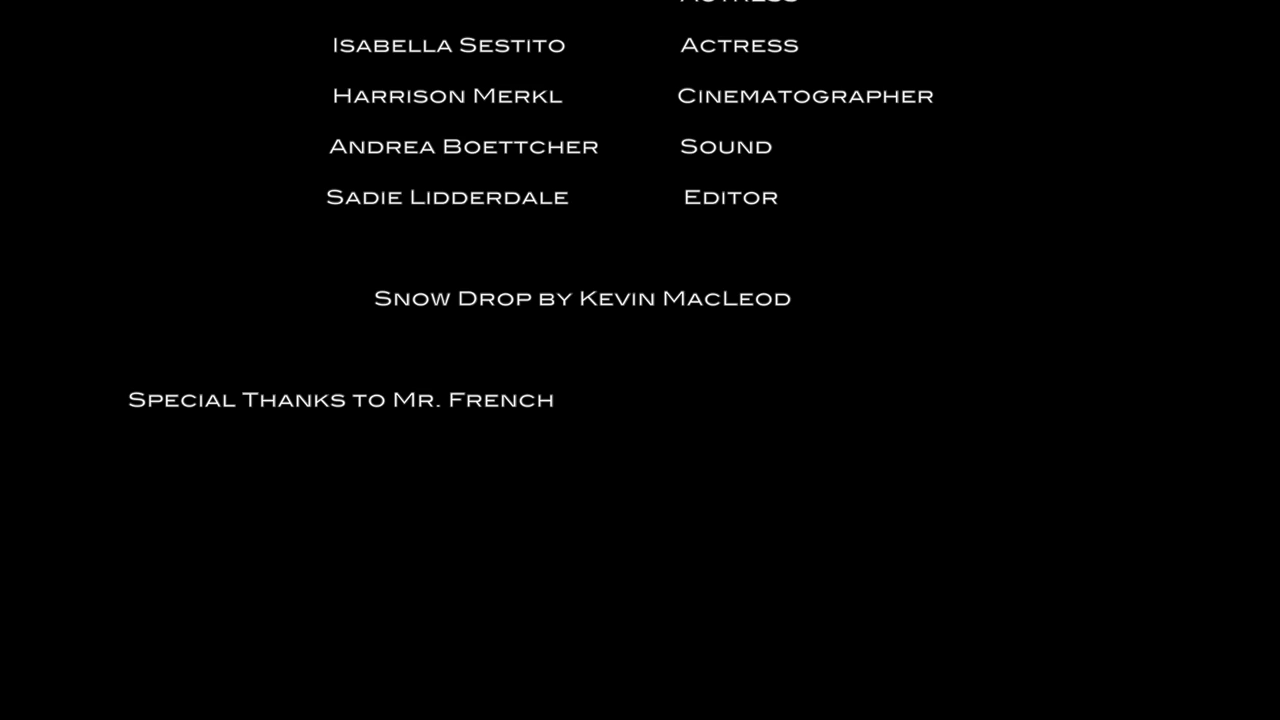 Actress
Isabella Sestito Actress
Harrison Merkl Cinematographer
Andrea Boettcher Sound
Sadie Lidderdale Editor
Snow Drop by Kevin MacLeod
Special Thanks to Mr. French